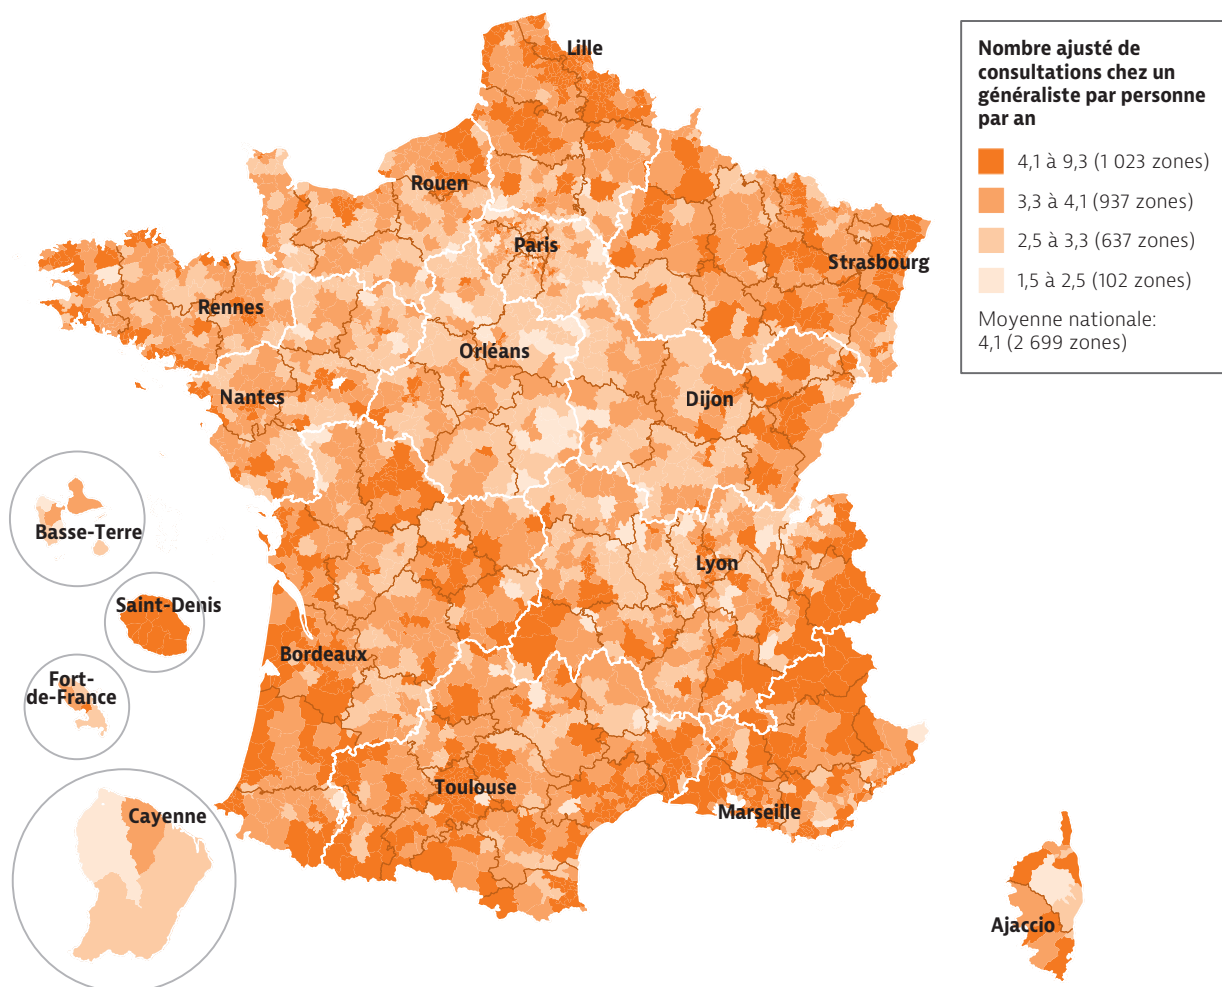 Nombre ajusté de
consultations chez un
généraliste par personne
par an
4,1 à 9,3 (1 023 zones)
3,3 à 4,1 (937 zones)
2,5 à 3,3 (637 zones)
1,5 à 2,5 (102 zones)
Moyenne nationale:
4,1 (2 699 zones)
Lille
Rouen
Paris
Strasbourg
Rennes
Orléans
Nantes
Dijon
Basse-Terre
Lyon
Saint-Denis
Bordeaux
Fort-
de-France
Toulouse
Marseille
Cayenne
Ajaccio